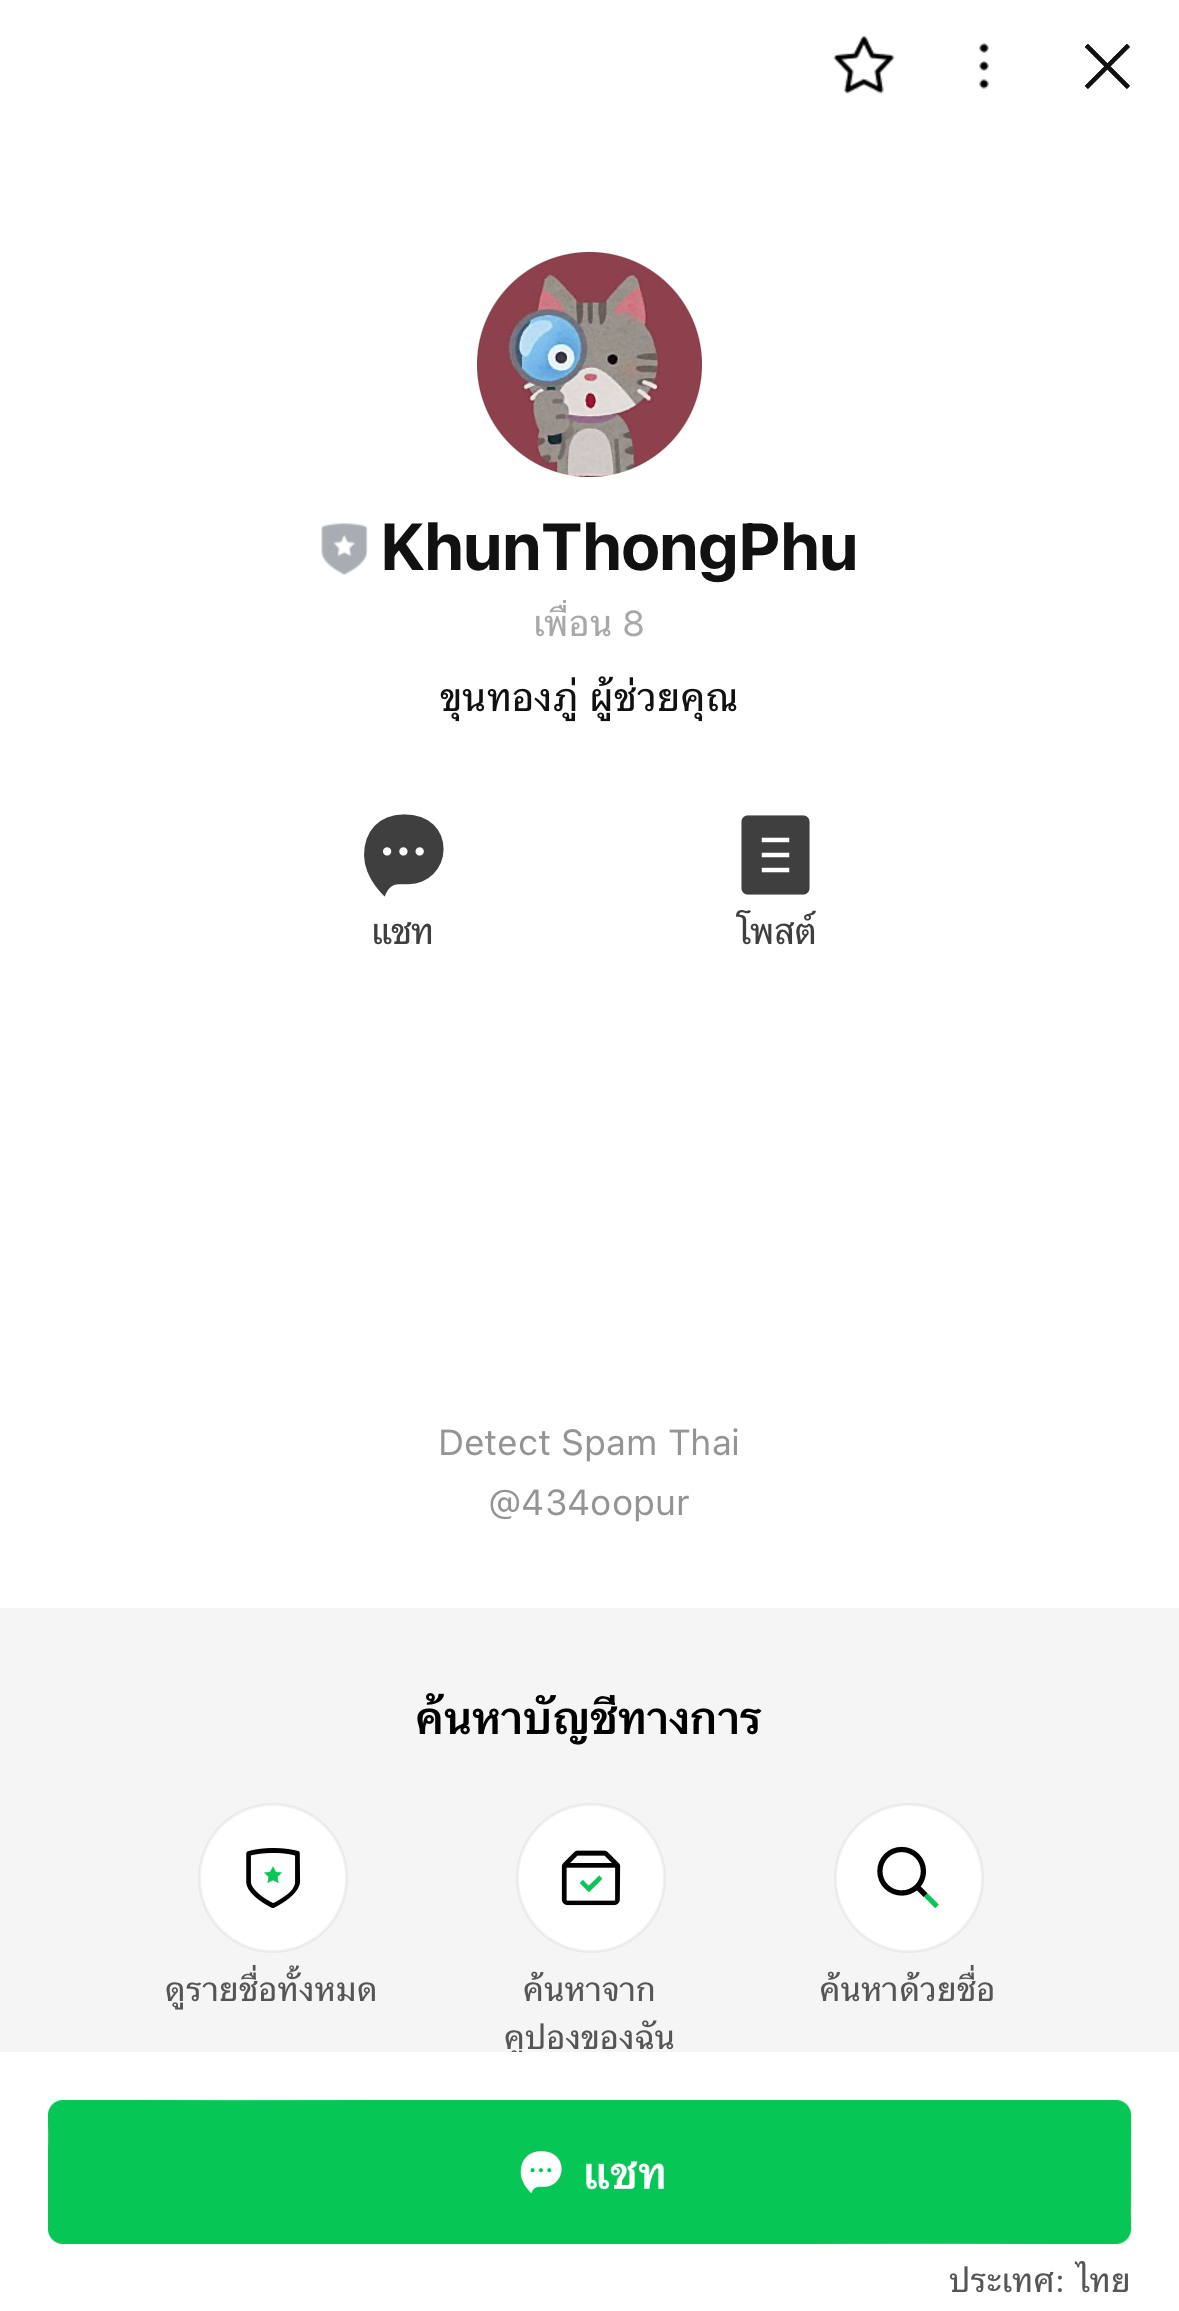 KhunThongPhu
เพื่อน 8
ขุนทองภู่ ผู้ช่วยคุณ
แชท
โพสต์
Detect Spam Thai
@434oopur
ค้นหาบัญชีทางการ
ดูรายชื่อทั้งหมด
ค้นหาจาก
คูปองของฉัน
ค้นหาด้วยชื่อ
แชท
ประเทศ: ไทย